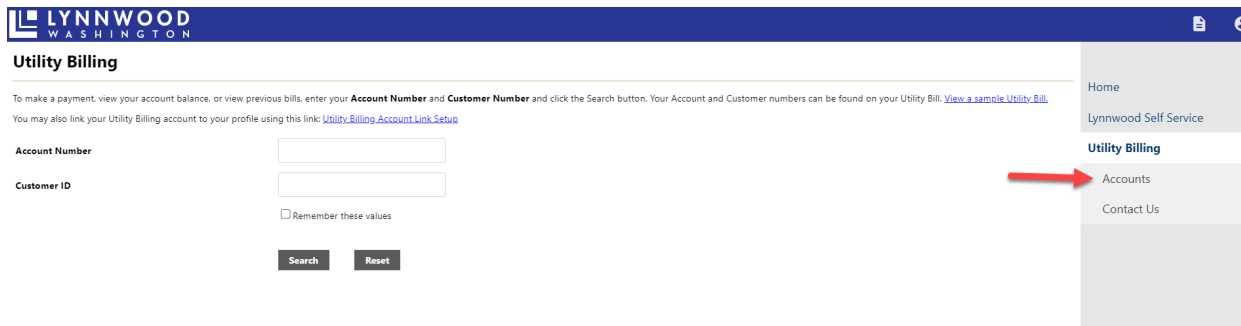 LYNNWOOD
WASHINGTON
Utility Billing
To make a payment, view your account balance, or view previous bills, enter your Account Number and Customer Number and click the Search button. Your Account and Customer numbers can be found on your Utility Bill. View a sample Utility Bill.
You may also link your Utility Billing account to your profile using this link: Utility Billing Account Link Setup
Account Number
Customer ID
Remember these values
Search Reset
Home
Lynnwood Self Service
Utility Billing
Accounts
Contact Us